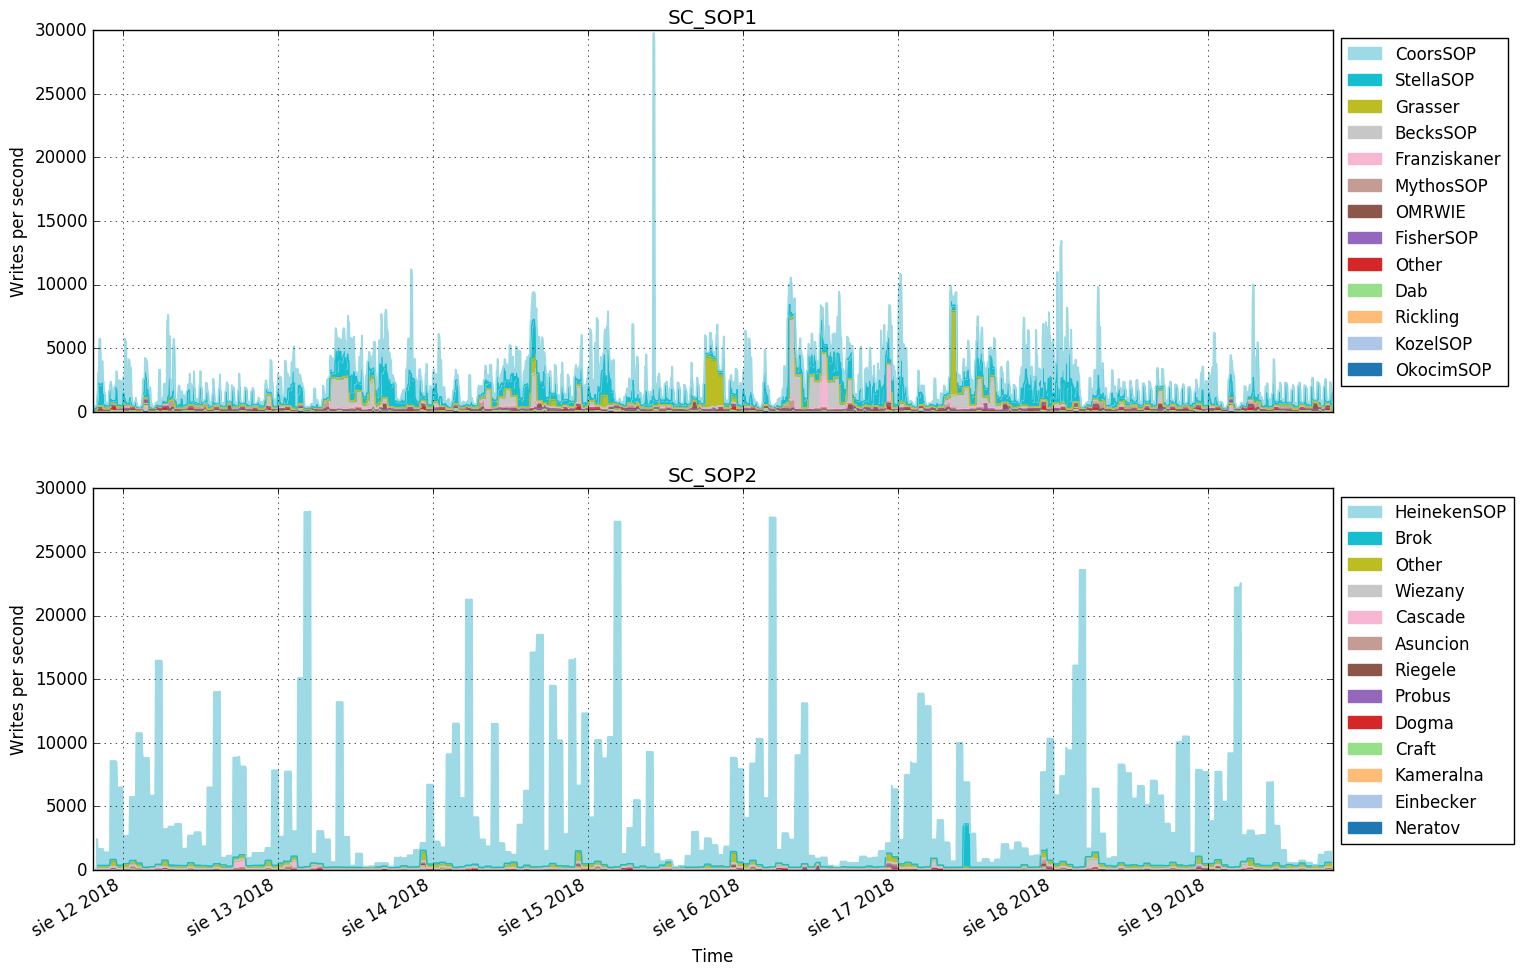 SC_SOP1
30000
25000
20000
15000
10000
5000
0
Writes per second
CoorsSOP
StellaSOP
Grasser
BecksSOP
Franziskaner
MythosSOP
OMRWIE
FisherSOP
Other
Dab
Rickling
KozelSOP
OkocimSOP
SC_SOP2
30000
25000
20000
15000
10000
5000
0
Writes per second
HeinekenSOP
Brok
Other
Wiezany
Cascade
Asuncion
Riegele
Probus
Dogma
Craft
Kameralna
Einbecker
Neratov
sie 12 2018
sie 13 2018
sie 14 2018
sie 15 2018
sie 16 2018
sie 17 2018
sie 18 2018
sie 19 2018
Time